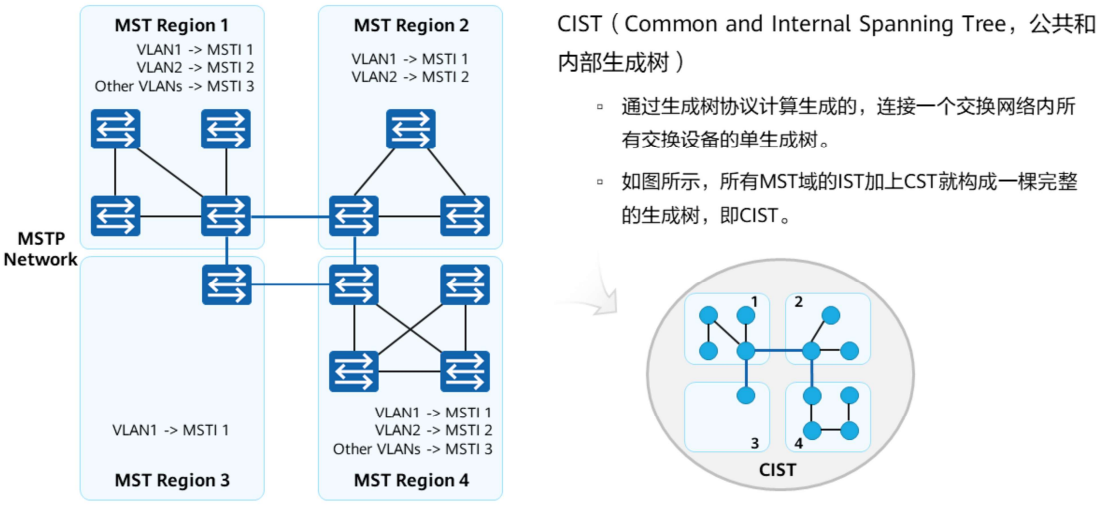 MST Region 1
VLAN1 -> MSTI 1
VLAN2 -> MSTI 2
Other VLANs -> MSTI 3
MST Region 2
VLAN1 -> MSTI 1
VLAN2 -> MSTI 2
MSTP
Network
VLAN1 -> MSTI 1
MST Region 3
VLAN1 -> MSTI 1
VLAN2 -> MSTI 2
Other VLANs -> MSTI 3
MST Region 4
CIST（Common and Internal Spanning Tree，公共和
内部生成树）
▫ 通过生成树协议计算生成的，连接一个交换网络内所
有交换设备的单生成树。
▫ 如图所示，所有MST域的IST加上CST就构成一棵完整
的生成树，即CIST。
1
2
3
4
CIST